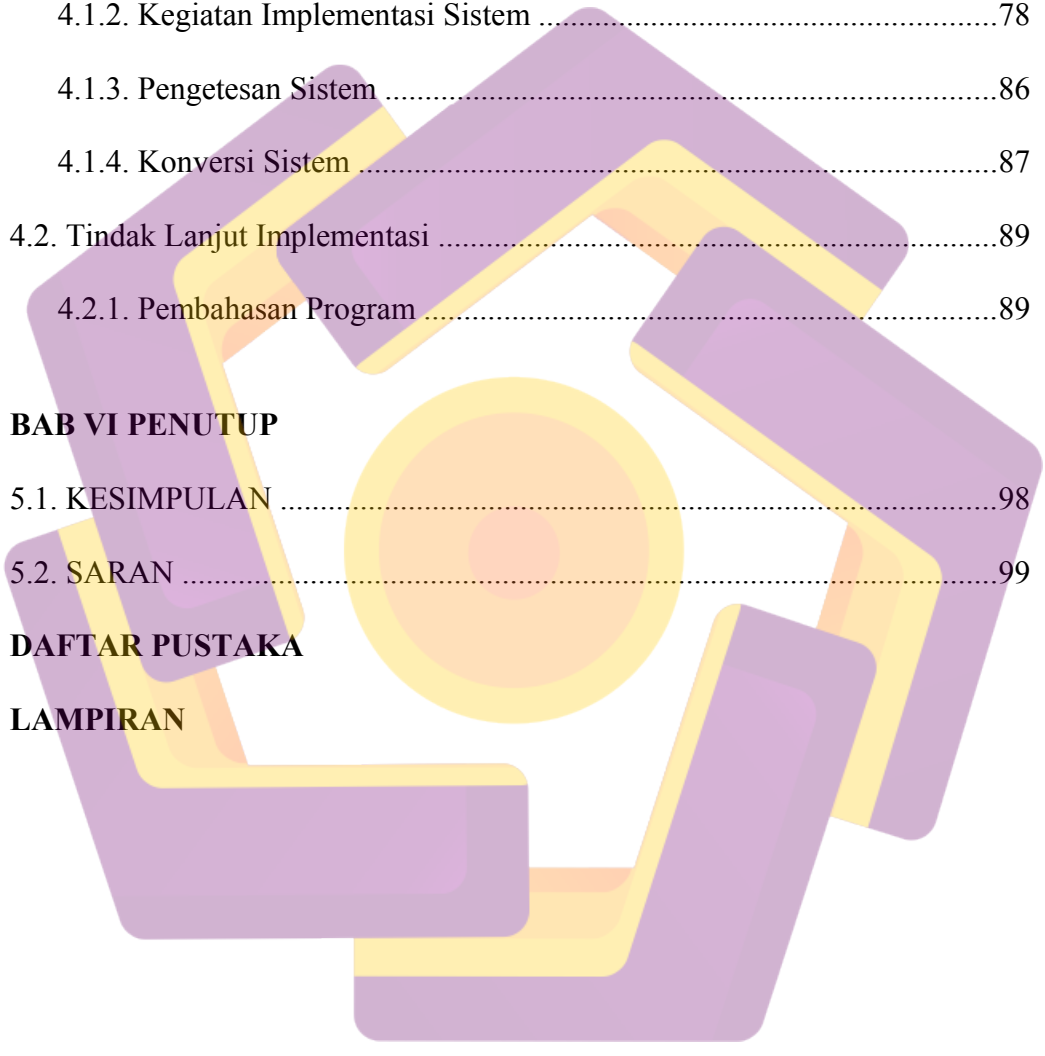 4.1.2. Kegiatan Implementasi Sistem ........................................................78
4.1.3. Pengetesan Sistem ...........................................................................86
4.1.4. Konversi Sistem ..............................................................................87
4.2. Tindak Lanjut Implementasi .....................................................................89
4.2.1. Pembahasan Program ......................................................................89
BAB VI PENUTUP
5.1. KESIMPULAN ............................................................................................98
5.2. SARAN ........................................................................................................99
DAFTAR PUSTAKA
LAMPIRAN